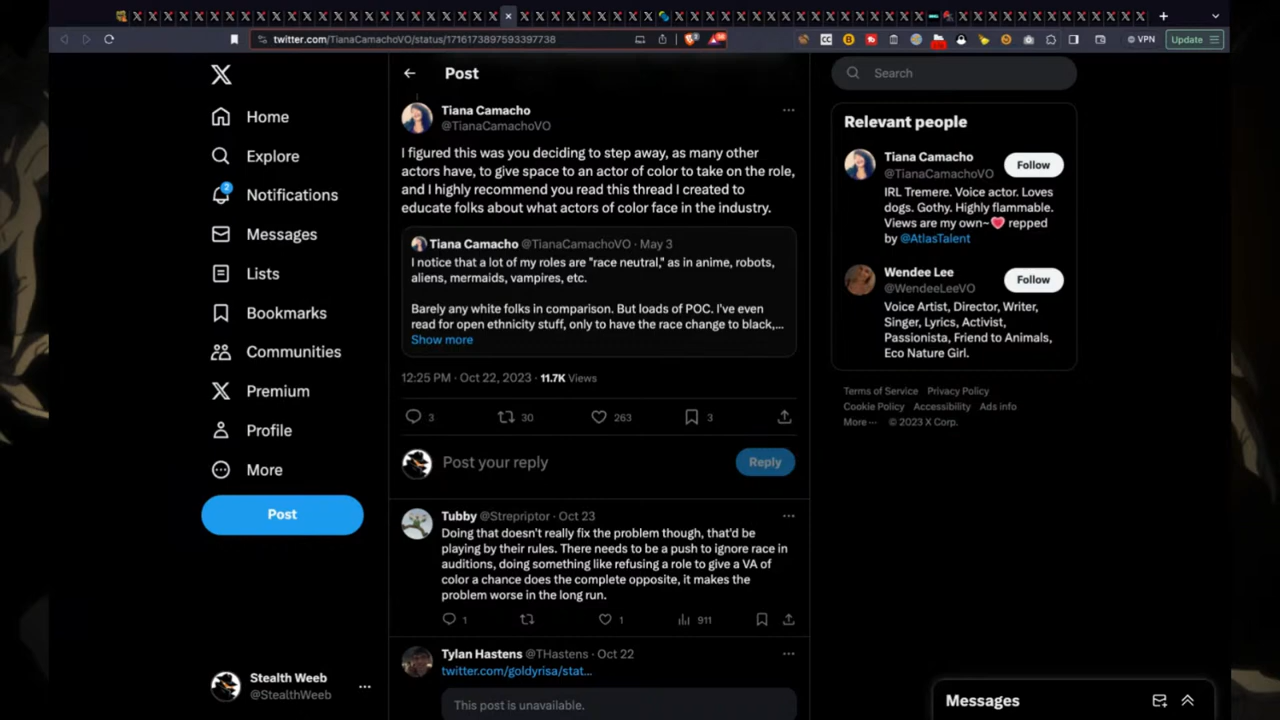 twitter.com/TianaCamachoVO/status/1716173897593397738
VPN
Update
Post
Search
Home
Explore
2
Notifications
Messages
Lists
Bookmarks
Communities
Premium
Profile
More
Post
Stealth Weeb
@StealthWeeb
Tiana Camacho
@TianaCamachoVO
I figured this was you deciding to step away, as many other
actors have, to give space to an actor of color to take on the role,
and I highly recommend you read this thread I created to
educate folks about what actors of color face in the industry.
Tiana Camacho @TianaCamachoVO · May 3
I notice that a lot of my roles are "race neutral," as in anime, robots,
aliens, mermaids, vampires, etc.
Barely any white folks in comparison. But loads of POC. I've even
read for open ethnicity stuff, only to have the race change to black,...
Show more
12:25 PM · Oct 22, 2023 · 11.7K Views
3 30 263 3
Post your reply
Reply
Tubby @Strepriptor · Oct 23
Doing that doesn't really fix the problem though, that'd be
playing by their rules. There needs to be a push to ignore race in
auditions, doing something like refusing a role to give a VA of
color a chance does the complete opposite, it makes the
problem worse in the long run.
1 1 911
Tylan Hastens @THastens · Oct 22
twitter.com/goldyrisa/stat...
This post is unavailable.
Relevant people
Tiana Camacho
@TianaCamachoVO
Follow
IRL Tremere. Voice actor. Loves
dogs. Gothy. Highly flammable.
Views are my own~❤ repped
by @AtlasTalent
Wendee Lee
@WendeeLeeVO
Follow
Voice Artist, Director, Writer,
Singer, Lyrics, Activist,
Passionista, Friend to Animals,
Eco Nature Girl.
Terms of Service Privacy Policy
Cookie Policy Accessibility Ads info
More ··· © 2023 X Corp.
Messages